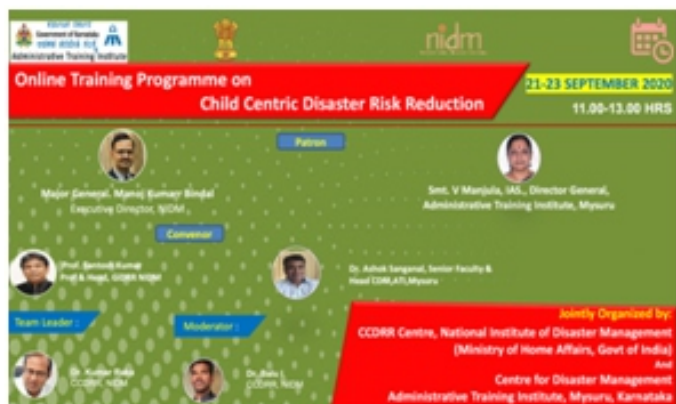 Government of Karnataka
Administrative Training Institute
nidm
Online Training Programme on
Child Centric Disaster Risk Reduction
21-23 SEPTEMBER 2020
11.00-13.00 HRS
Patron
Major General. Manoj Kumar Bindal
Executive Director, NIDM
Smt. V Manjula, IAS., Director General,
Administrative Training Institute, Mysuru
Convenor
Prof. Santosh Kumar
Prof & Head, NIDM
Dr. Ashok Sanganal, Senior Faculty &
Head CDM,ATI,Mysuru
Team Leader :
Moderator :
Dr. Kumar Raka
CCDRR, NIDM
Dr.
CCDRR, NIDM
Jointly Organized by:
CCDRR Centre, National Institute of Disaster Management
(Ministry of Home Affairs, Govt of India)
And
Centre for Disaster Management
Administrative Training Institute, Mysuru, Karnataka